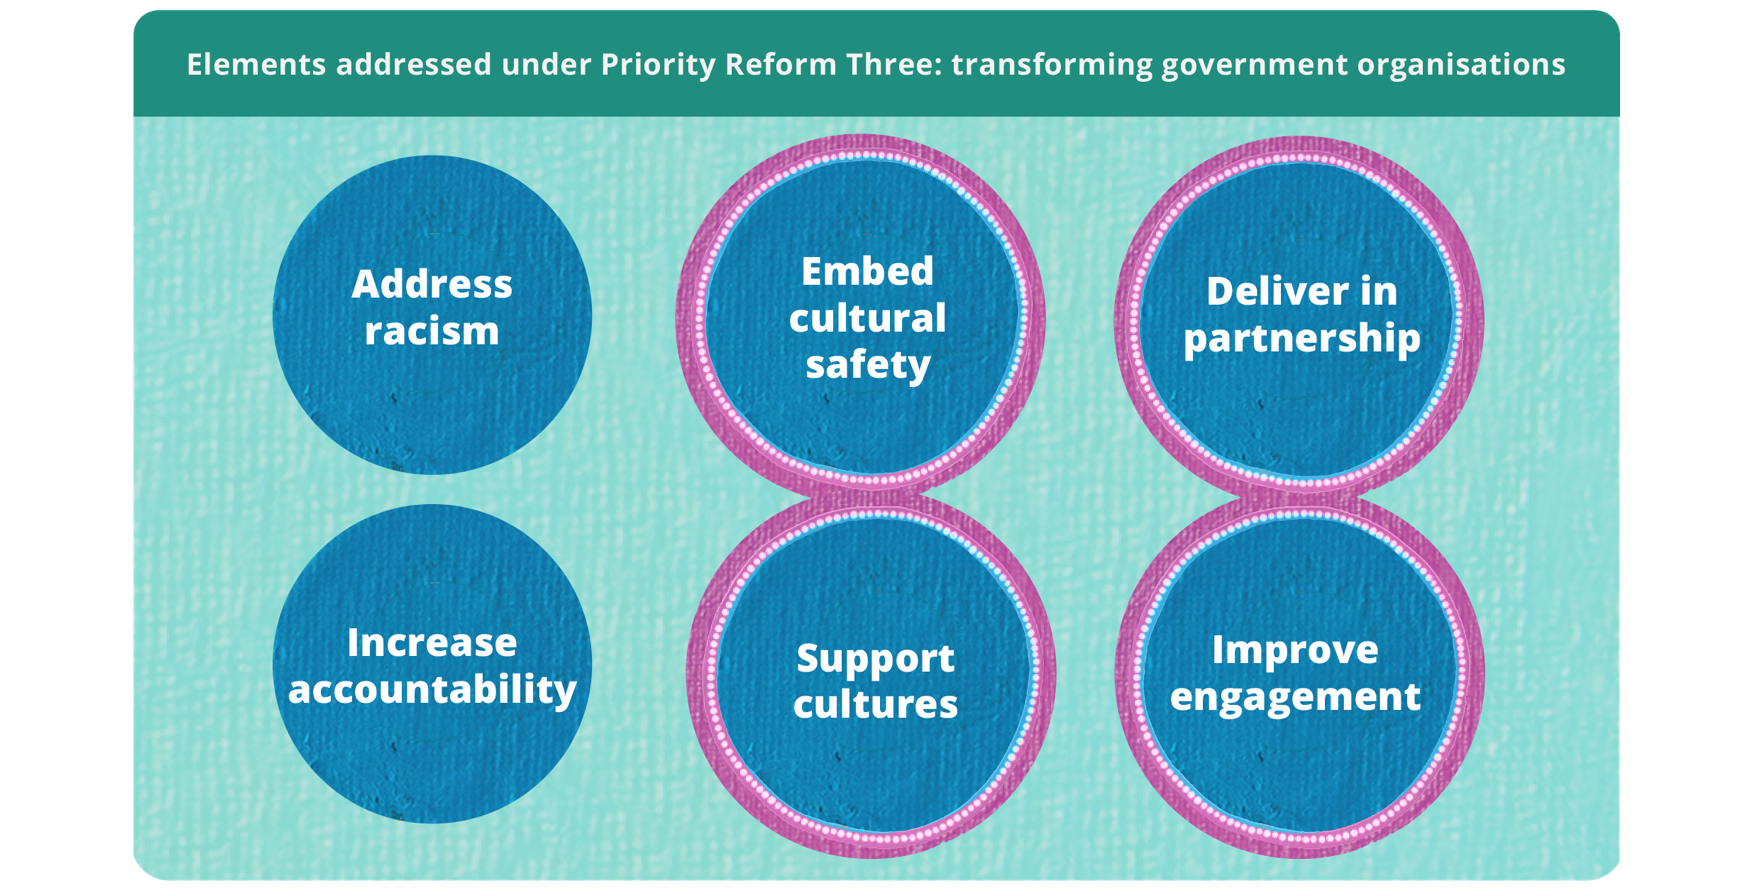 Elements addressed under Priority Reform Three: transforming government organisations
Address
racism
Embed
cultural
safety
Deliver in
partnership
Increase
accountability
Support
cultures
Improve
engagement